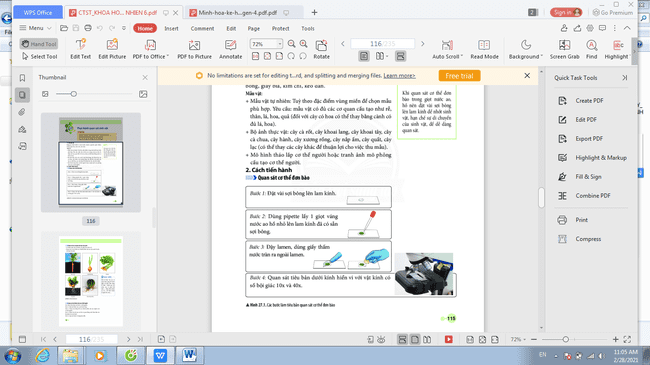 WPS Office
CTST_KHOA HO... NHIEN 6.pdf
Minh-hoa-ke-h...gen-4.pdf.pdf
Sign in
Go Premium
Menu
Home
Insert
Comment
Edit
Page
Protect
Tools
Hand Tool
Select Tool
Edit Text
Edit Picture
PDF to Office
PDF to Picture
Annotate
72%
116/235
Rotate
Auto Scroll
Read Mode
Background
Screen Grab
Find
Highlight
Thumbnail
No limitations are set for editing t...rd, and splitting and merging files. Learn more>
Free trial
Quick Task Tools
Create PDF
Edit PDF
Export PDF
Highlight & Markup
Fill & Sign
Combine PDF
Print
Compress
116
bông, giấy má, kim chỉ, kéo dán.
Mẫu vật:
+ Mẫu vật tự nhiên: Tuỳ theo đặc điểm vùng miền để chọn mẫu
phù hợp. Yêu cầu: mẫu vật có đủ các cơ quan cấu tạo như rễ,
thân, lá, hoa, quả (đối với cây có hoa có thể thay bằng cành có
đủ lá, hoa).
+ Bộ ảnh thực vật: cây cà rốt, cây khoai lang, cây khoai tây, cây
cà chua, cây hành, cây xương rồng, cây nắp ấm, cây quất, cây
lạc (có thể thay các cây khác để thuận lợi cho việc thu mẫu).
+ Mô hình tháo lắp cơ thể người hoặc tranh ảnh mô phỏng
cấu tạo cơ thể người.
Khi quan sát cơ thể đơn
bào trong giọt nước ao,
hồ nên đặt vài sợi bông
lên lam kính để nhớt sinh
vật, hạn chế sự di chuyển
của sinh vật, để dễ dàng
quan sát.
2. Cách tiến hành
Quan sát cơ thể đơn bào
Bước 1: Đặt vài sợi bông lên lam kính.
Bước 2: Dùng pipette lấy 1 giọt váng
nước ao hồ nhỏ lên lam kính đã có sẵn
sợi bông.
Bước 3: Đậy lamen, dùng giấy thấm
nước tràn ra ngoài lamen.
Bước 4: Quan sát tiêu bản dưới kính hiển vi với vật kính có
số bội giác 10x và 40x.
▲ Hình 27.1. Các bước làm tiêu bản quan sát cơ thể đơn bào
115
116/235
72%
EN
11:05 AM
2/28/2021